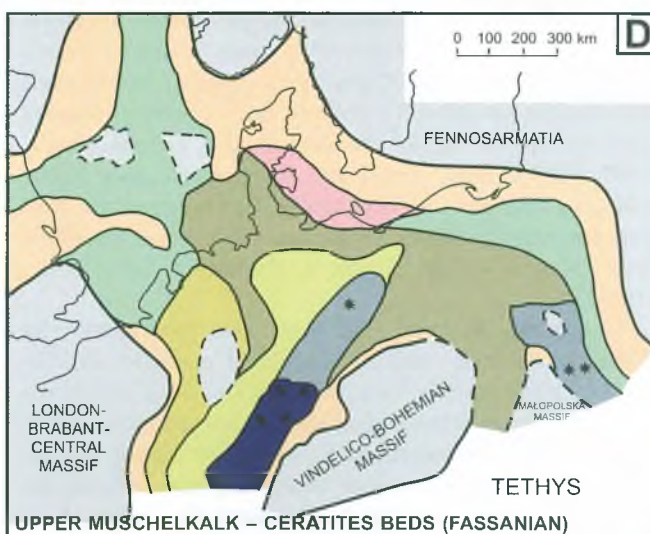 D
0 100 200 300 km
FENNOSARMATIA
LONDON-
BRABANT-
CENTRAL
MASSIF
VINDELICO-BOHEMIAN
MASSIF
MAŁOPOLSKA
MASSIF
TETHYS
UPPER MUSCHELKALK – CERATITES BEDS (FASSANIAN)